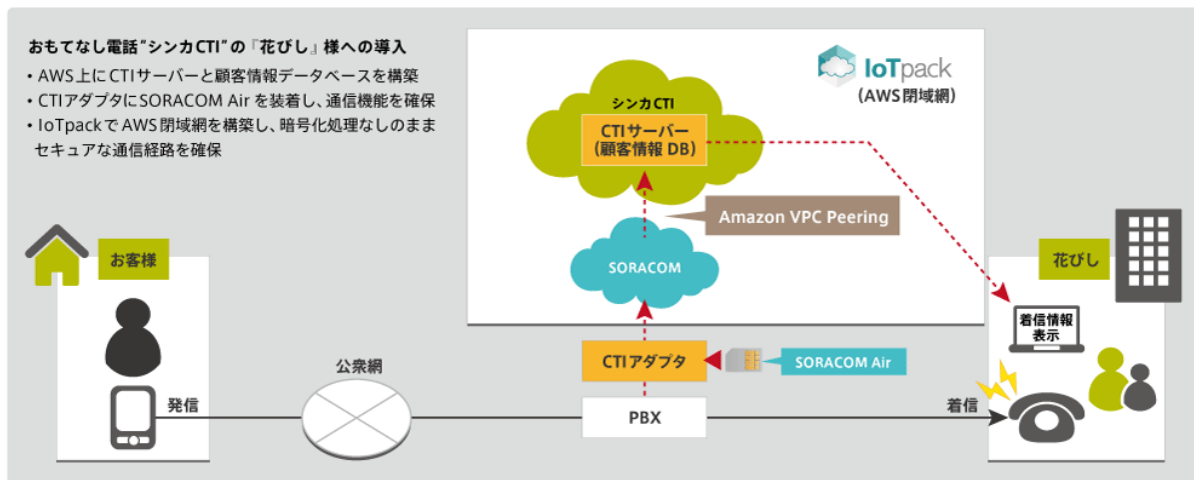 おもてなし電話"シンカCTI"の『花びし』様への導入
・AWS上にCTIサーバーと顧客情報データベースを構築
・CTIアダプタにSORACOM Air を装着し、通信機能を確保
・IoTpackでAWS閉域網を構築し、暗号化処理なしのまま
セキュアな通信経路を確保
IoTpack
(AWS閉域網)
シンカCTI
CTIサーバー
(顧客情報 DB)
Amazon VPC Peering
SORACOM
お客様
花びし
着信情報
表示
CTIアダプタ
SORACOM Air
公衆網
発信
PBX
着信